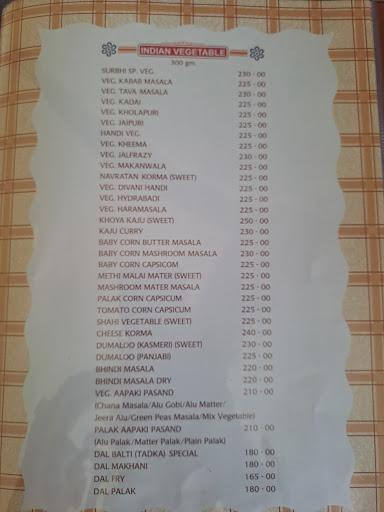 INDIAN VEGETABLE
300 gm.
SURBHI SP. VEG. 230 - 00
VEG. KABAB MASALA 225 - 00
VEG. TAVA MASALA 230 - 00
VEG. KADAI 225 - 00
VEG. KHOLAPURI 225 - 00
VEG. JAIPURI 225 - 00
HANDI VEG. 225 - 00
VEG. KHEEMA 225 - 00
VEG. JALFRAZY 230 - 00
VEG. MAKANWALA 225 - 00
NAVRATAN KORMA (SWEET) 225 - 00
VEG. DIVANI HANDI 225 - 00
VEG. HYDRABADI 225 - 00
VEG. HARAMASALA 225 - 00
KHOYA KAJU (SWEET) 250 - 00
KAJU CURRY 230 - 00
BABY CORN BUTTER MASALA 225 - 00
BABY CORN MASHROOM MASALA 230 - 00
BABY CORN CAPSICOM 225 - 00
METHI MALAI MATER (SWEET) 225 - 00
MASHROOM MATER MASALA 225 - 00
PALAK CORN CAPSICUM 225 - 00
TOMATO CORN CAPSICUM 225 - 00
SHAHI VEGETABLE (SWEET) 225 - 00
CHEESE KORMA 240 - 00
DUMALOO (KASMERI) (SWEET) 230 - 00
DUMALOO (PANJABI) 225 - 00
BHINDI MASALA 220 - 00
BHINDI MASALA DRY 220 - 00
VEG. AAPAKI PASAND 210 - 00
(Chana Masala/Alu Gobi/Alu Matter/
Jeera Alu/Green Peas Masala/Mix Vegetable)
PALAK AAPAKI PASAND 210 - 00
(Alu Palak/Matter Palak/Plain Palak)
DAL BALTI (TADKA) SPECIAL 180 - 00
DAL MAKHANI 180 - 00
DAL FRY 165 - 00
DAL PALAK 180 - 00